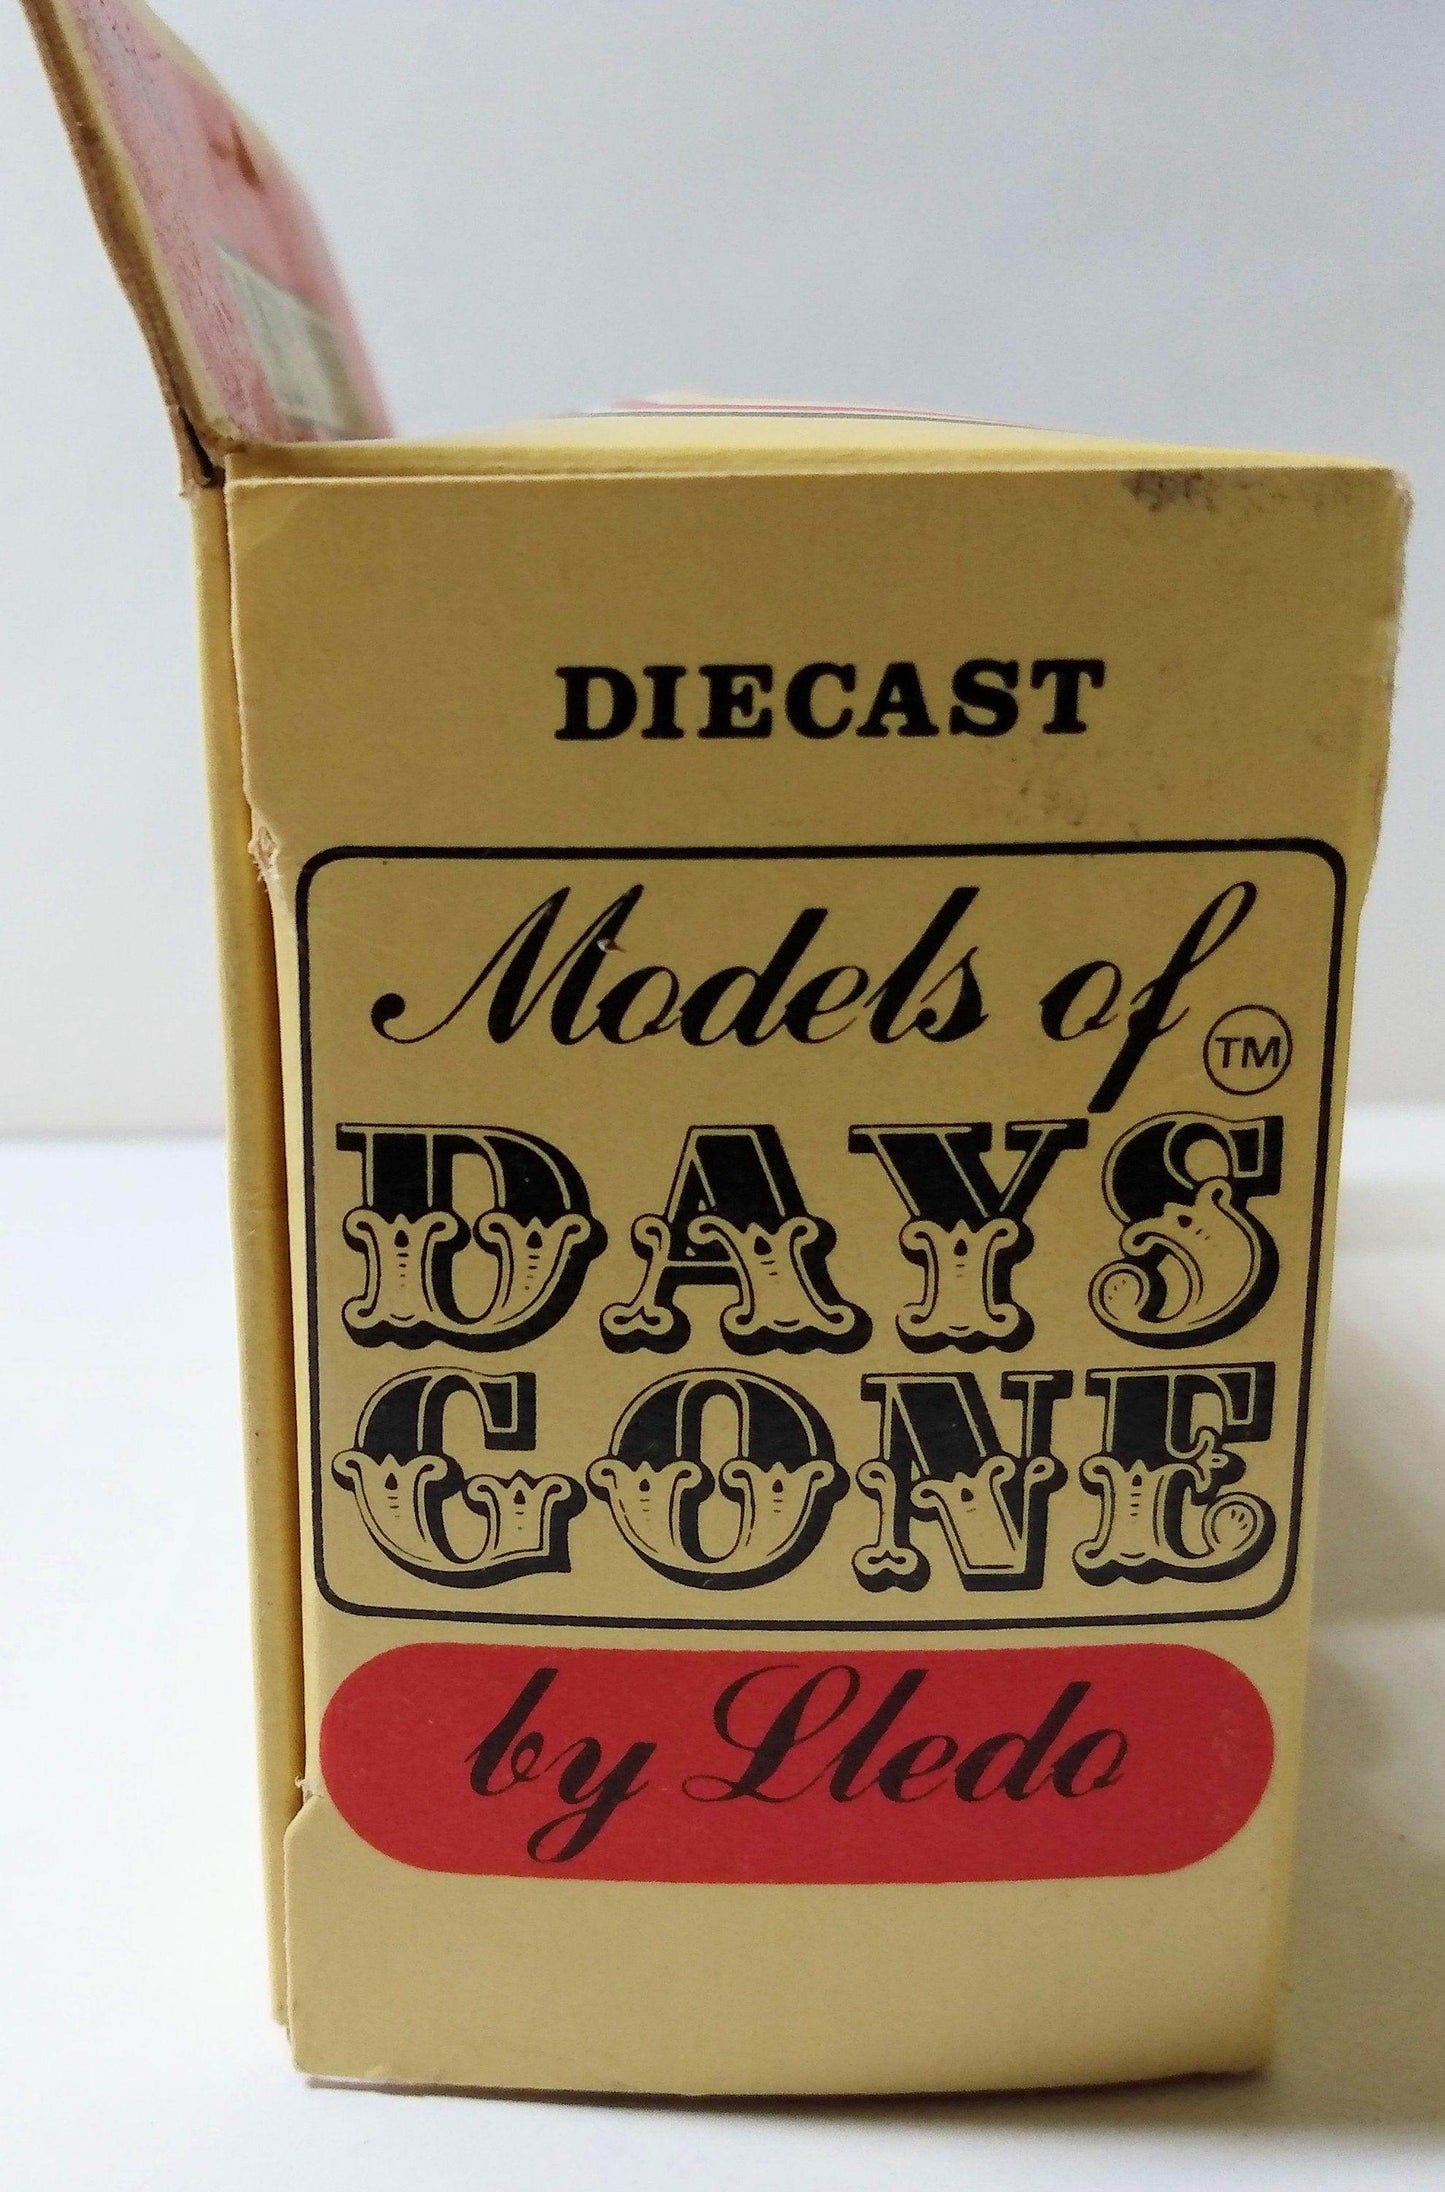 DIECAST
Models of
TM
DAYS
GONE
by Lledo